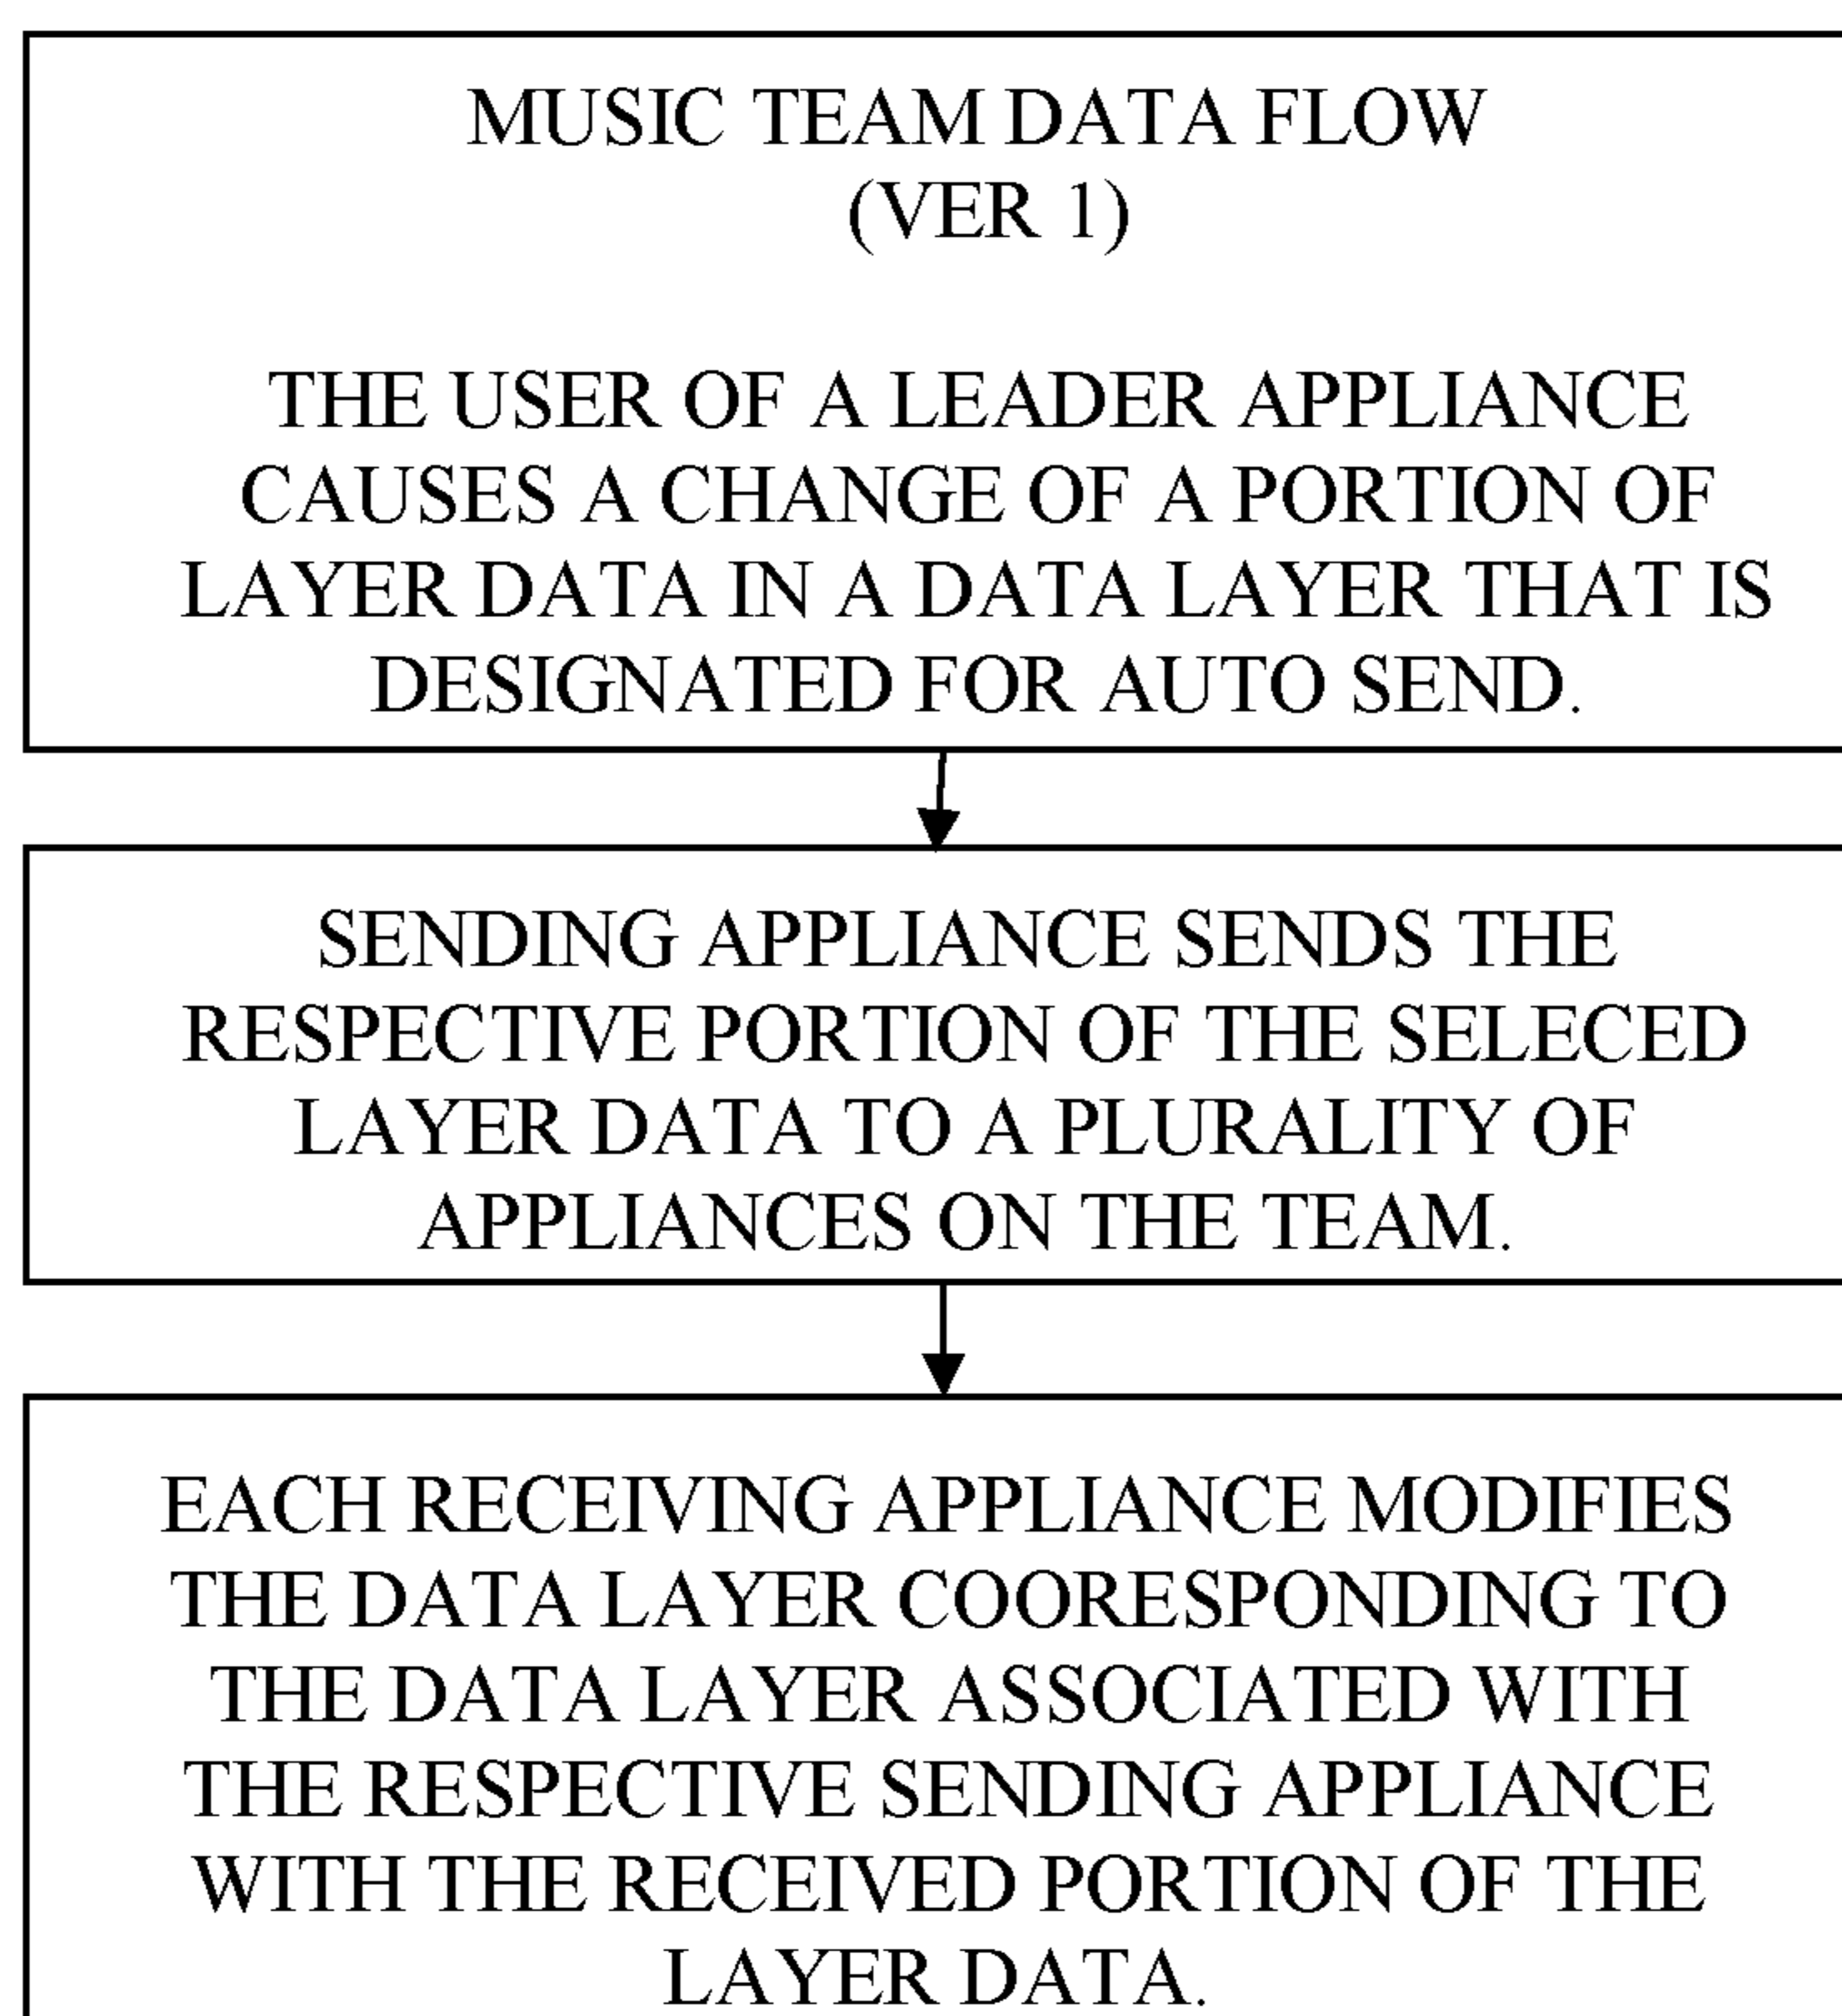 MUSIC TEAM DATA FLOW
(VER 1)
THE USER OF A LEADER APPLIANCE
CAUSES A CHANGE OF A PORTION OF
LAYER DATA IN A DATA LAYER THAT IS
DESIGNATED FOR AUTO SEND.
SENDING APPLIANCE SENDS THE
RESPECTIVE PORTION OF THE SELECED
LAYER DATA TO A PLURALITY OF
APPLIANCES ON THE TEAM.
EACH RECEIVING APPLIANCE MODIFIES
THE DATA LAYER COORESPONDING TO
THE DATA LAYER ASSOCIATED WITH
THE RESPECTIVE SENDING APPLIANCE
WITH THE RECEIVED PORTION OF THE
LAYER DATA.